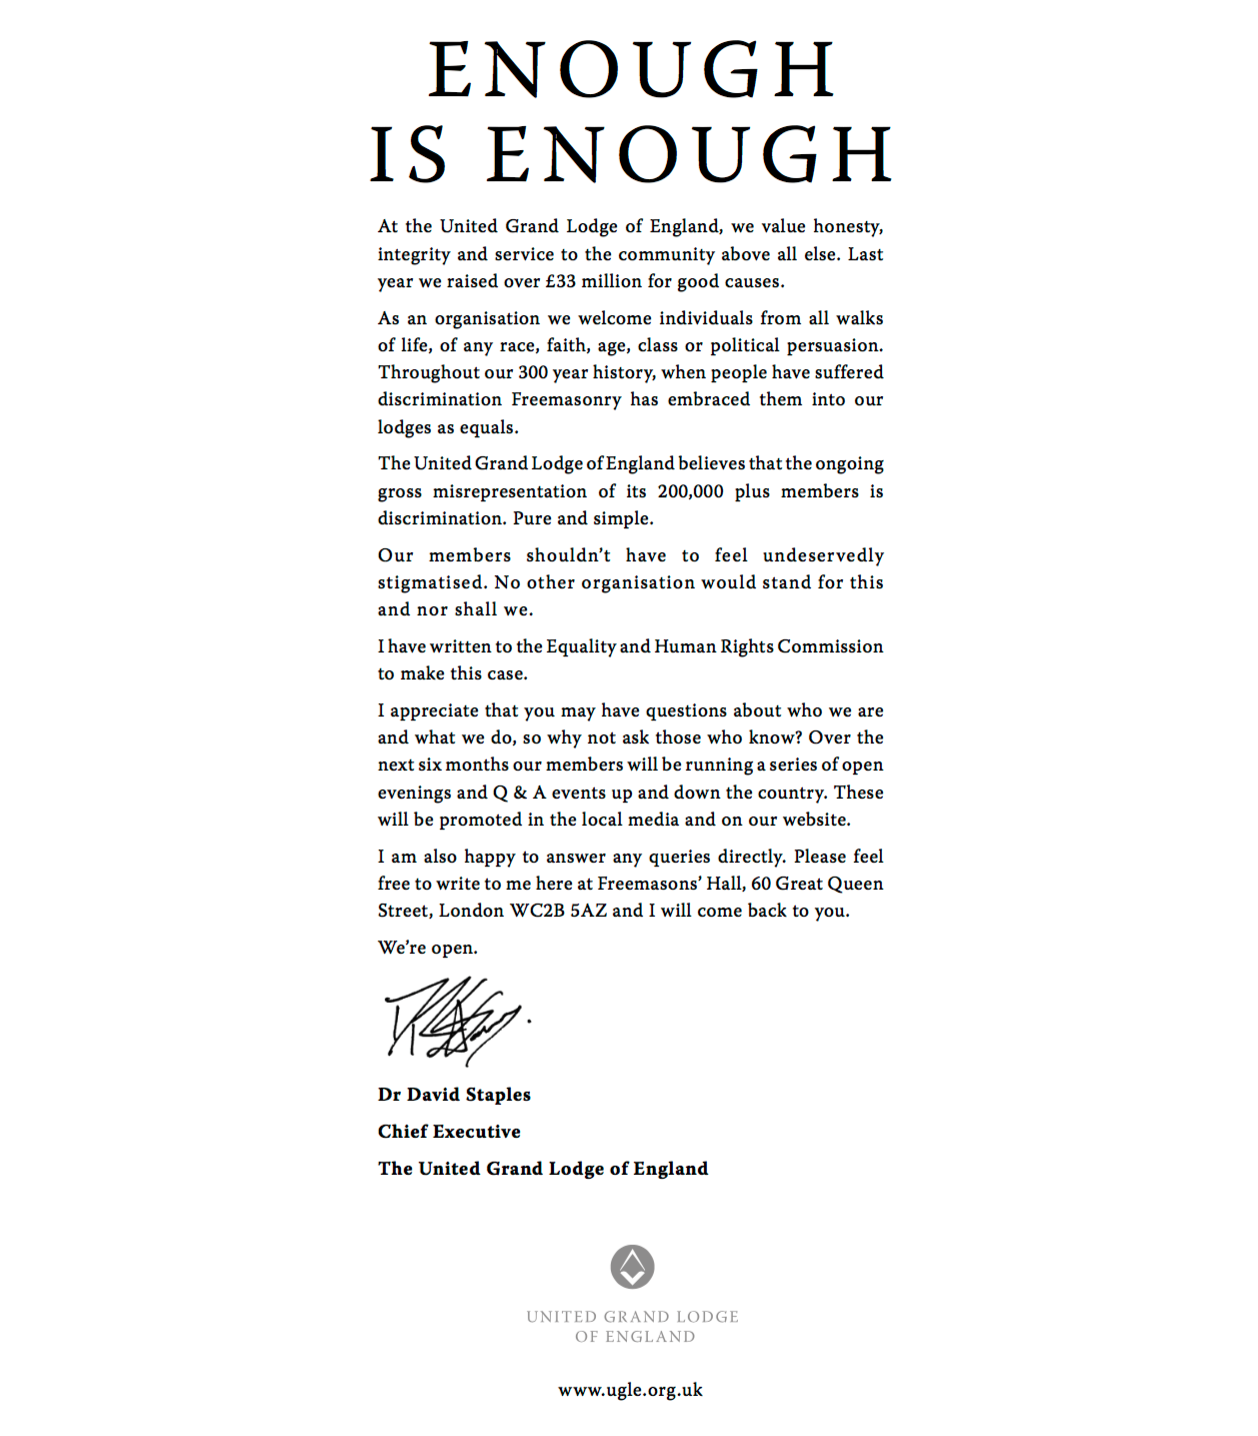 ENOUGH
IS ENOUGH
At the United Grand Lodge of England, we value honesty,
integrity and service to the community above all else. Last
year we raised over £33 million for good causes.
As an organisation we welcome individuals from all walks
of life, of any race, faith, age, class or political persuasion.
Throughout our 300 year history, when people have suffered
discrimination Freemasonry has embraced them into our
lodges as equals.
The United Grand Lodge of England believes that the ongoing
gross misrepresentation of its 200,000 plus members is
discrimination. Pure and simple.
Our members shouldn’t have to feel undeservedly
stigmatised. No other organisation would stand for this
and nor shall we.
I have written to the Equality and Human Rights Commission
to make this case.
I appreciate that you may have questions about who we are
and what we do, so why not ask those who know? Over the
next six months our members will be running a series of open
evenings and Q & A events up and down the country. These
will be promoted in the local media and on our website.
I am also happy to answer any queries directly. Please feel
free to write to me here at Freemasons’ Hall, 60 Great Queen
Street, London WC2B 5AZ and I will come back to you.
We’re open.
Dr David Staples
Chief Executive
The United Grand Lodge of England
UNITED GRAND LODGE
OF ENGLAND
www.ugle.org.uk